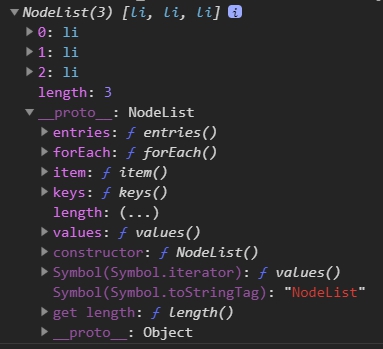 ▼NodeList(3) [li, li, li] i
▶0: li
▶1: li
▶2: li
length: 3
▼__proto__: NodeList
▶entries: ƒ entries()
▶forEach: ƒ forEach()
▶item: ƒ item()
▶keys: ƒ keys()
length: (...)
▶values: ƒ values()
▶constructor: ƒ NodeList()
▶Symbol(Symbol.iterator): ƒ values()
Symbol(Symbol.toStringTag): "NodeList"
▶get length: ƒ length()
▶__proto__: Object